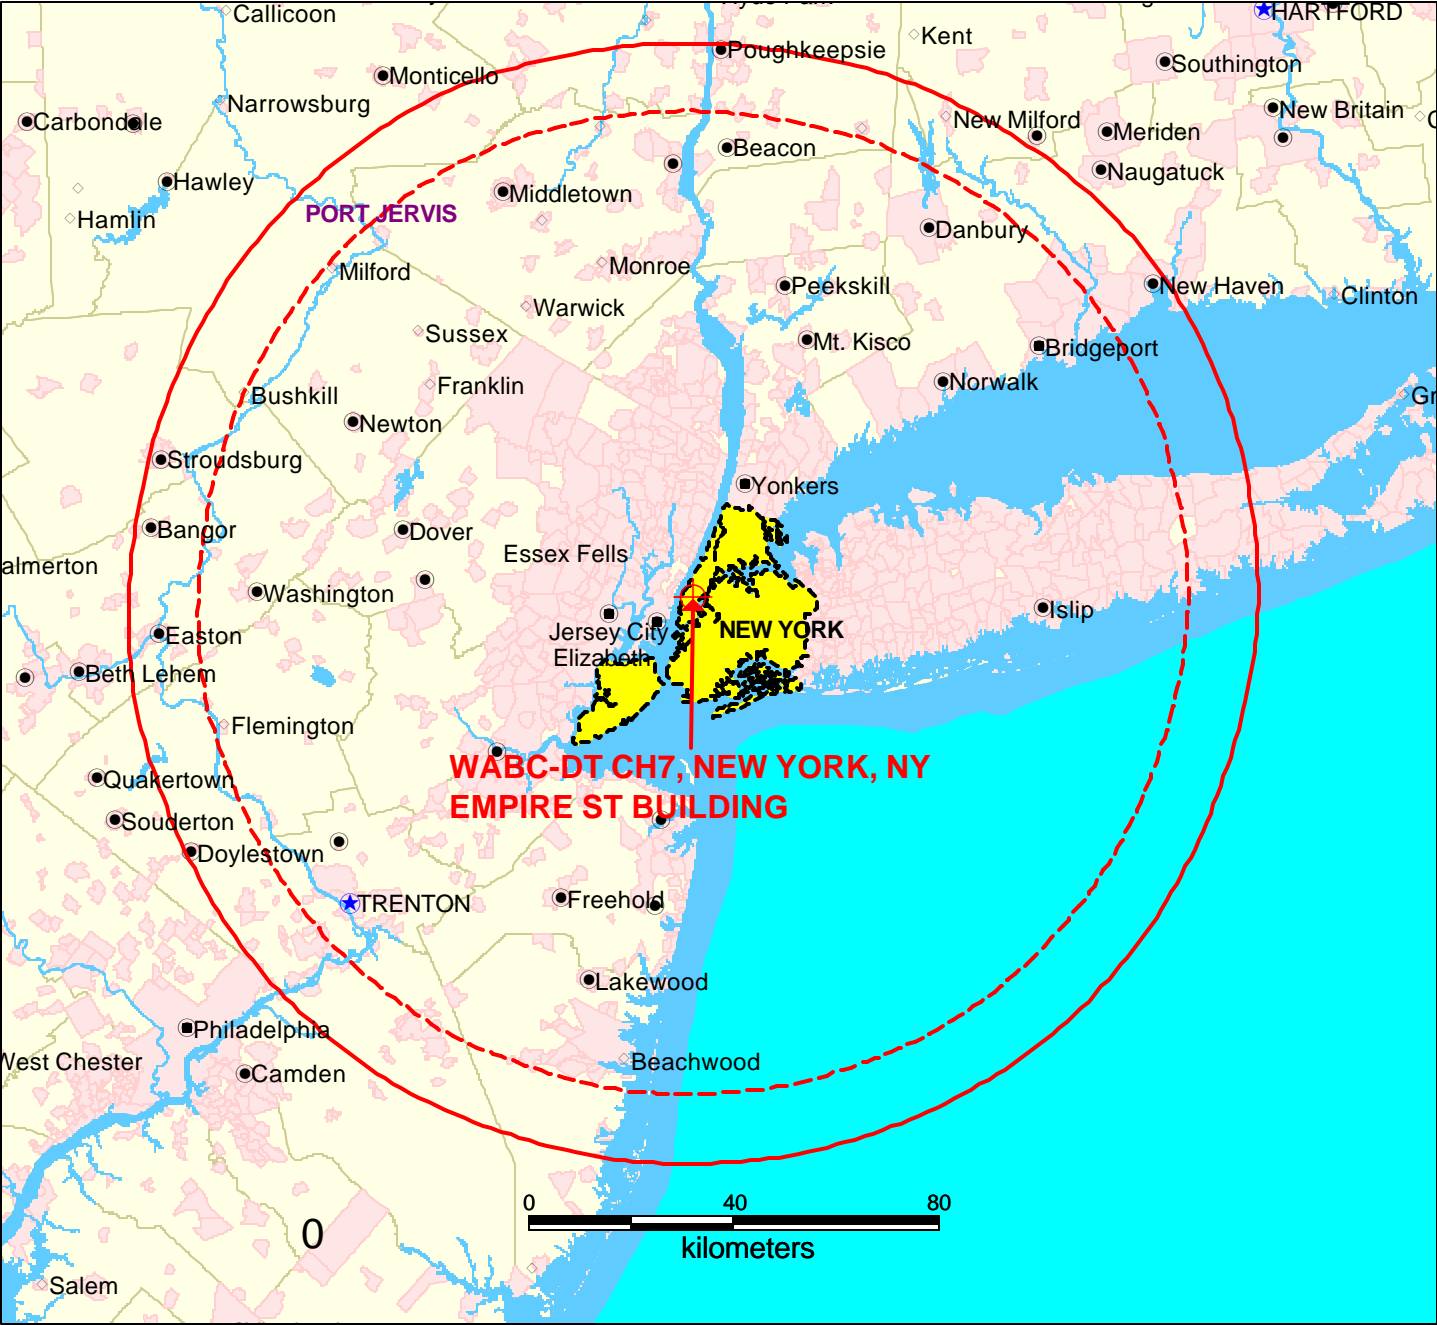 Callicoon
HARTFORD
Kent
Poughkeepsie
Southington
Monticello
Narrowsburg
New Britain
Carbondale
New Milford
Meriden
Beacon
Naugatuck
Hawley
Middletown
PORT JERVIS
Hamlin
Danbury
Milford
Monroe
Peekskill
New Haven
Clinton
Warwick
Sussex
Mt. Kisco
Bridgeport
Franklin
Norwalk
Bushkill
Gr
Newton
Stroudsburg
Yonkers
Bangor
Dover
Essex Fells
almerton
Washington
Islip
Easton
Jersey City
NEW YORK
Elizabeth
Beth Lehem
Flemington
WABC-DT CH7, NEW YORK, NY
EMPIRE ST BUILDING
Quakertown
Souderton
Doylestown
TRENTON
Freehold
Lakewood
Philadelphia
West Chester
Beachwood
Camden
0 40 80
kilometers
0
Salem